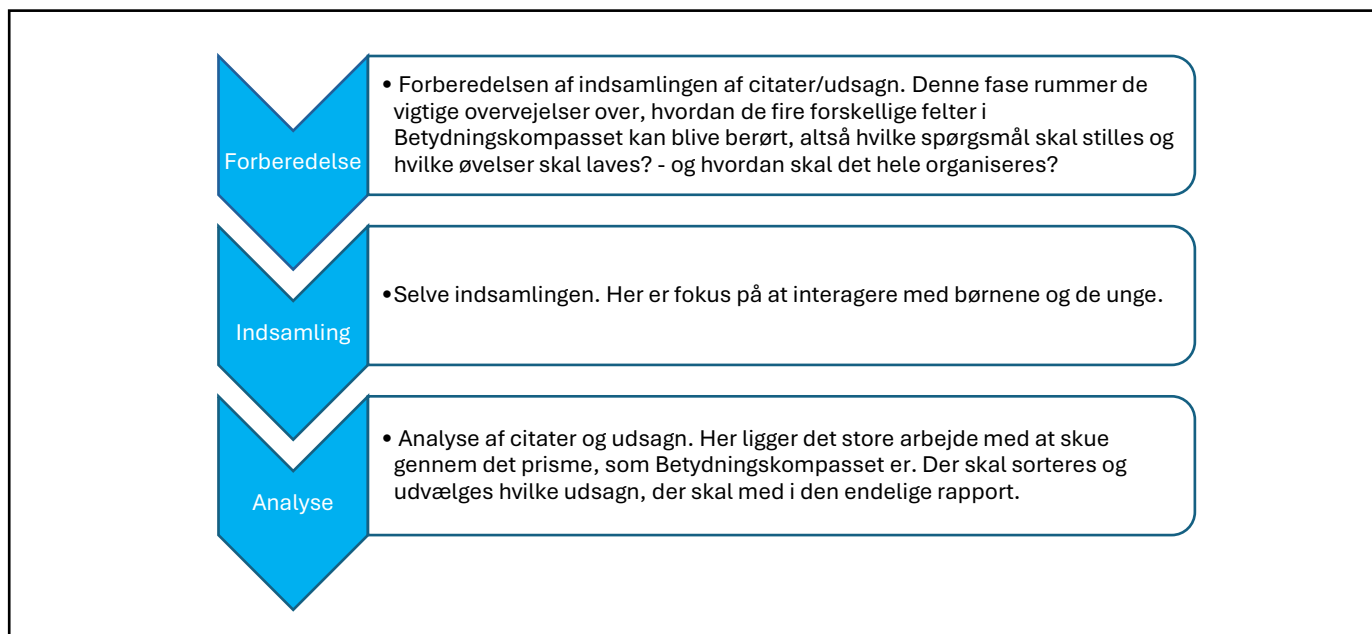 Forberedelse
• Forberedelsen af indsamlingen af citater/udsagn. Denne fase rummer de
vigtige overvejelser over, hvordan de fire forskellige felter i
Betydningskompasset kan blive berørt, altså hvilke spørgsmål skal stilles og
hvilke øvelser skal laves? - og hvordan skal det hele organiseres?
Indsamling
•Selve indsamlingen. Her er fokus på at interagere med børnene og de unge.
Analyse
• Analyse af citater og udsagn. Her ligger det store arbejde med at skue
gennem det prisme, som Betydningskompasset er. Der skal sorteres og
udvælges hvilke udsagn, der skal med i den endelige rapport.